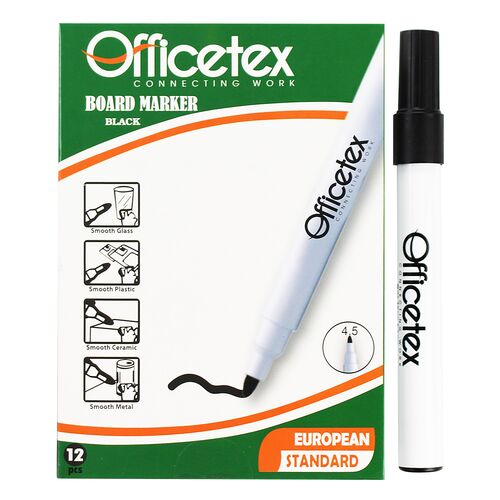 Officetex
CONNECTING WORK
BOARD MARKER
BLACK
Smooth Glass
Smooth Plastic
Smooth Ceramic
Smooth Metal
Officetex
CONNECTING WORK
4.5
EUROPEAN
STANDARD
12
pcs
Officetex
CONNECTING WORK